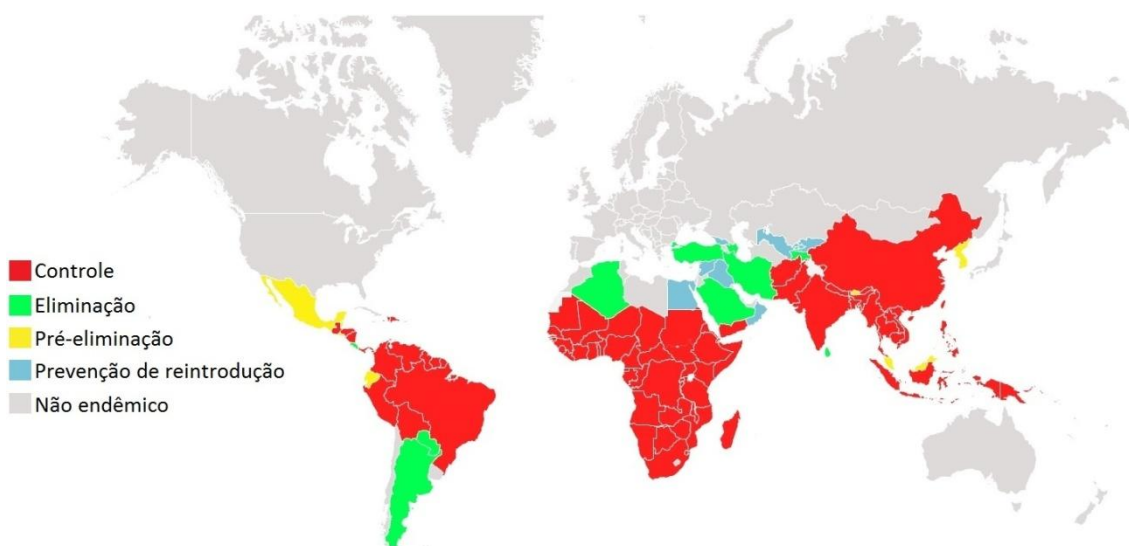 Controle
Eliminação
Pré-eliminação
Prevenção de reintrodução
Não endêmico